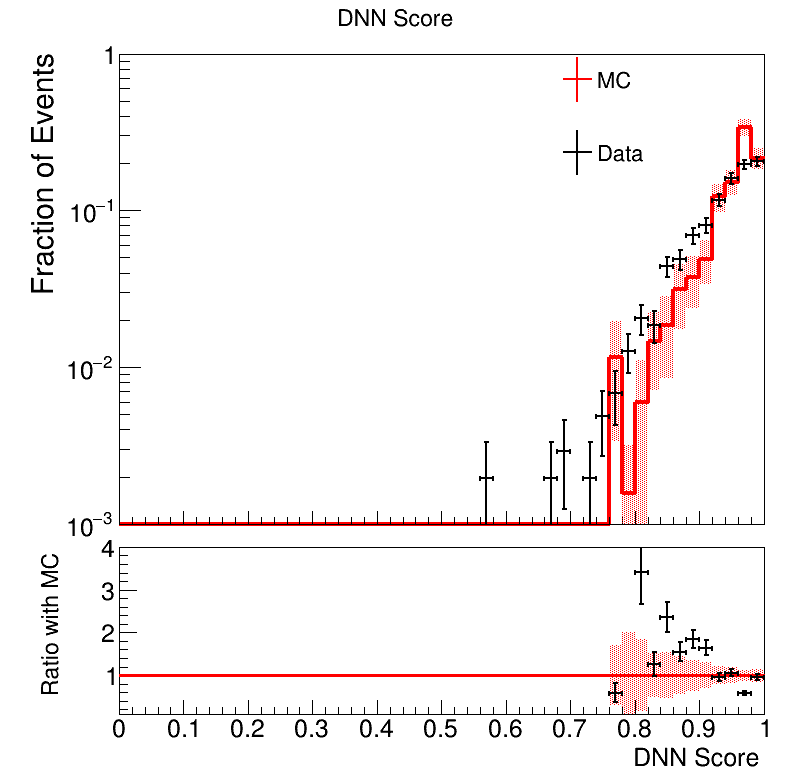 DNN Score
Fraction of Events
1
10⁻¹
10⁻²
10⁻³
MC
Data
Ratio with MC
4
3
2
1
0 0.1 0.2 0.3 0.4 0.5 0.6 0.7 0.8 0.9 1
DNN Score